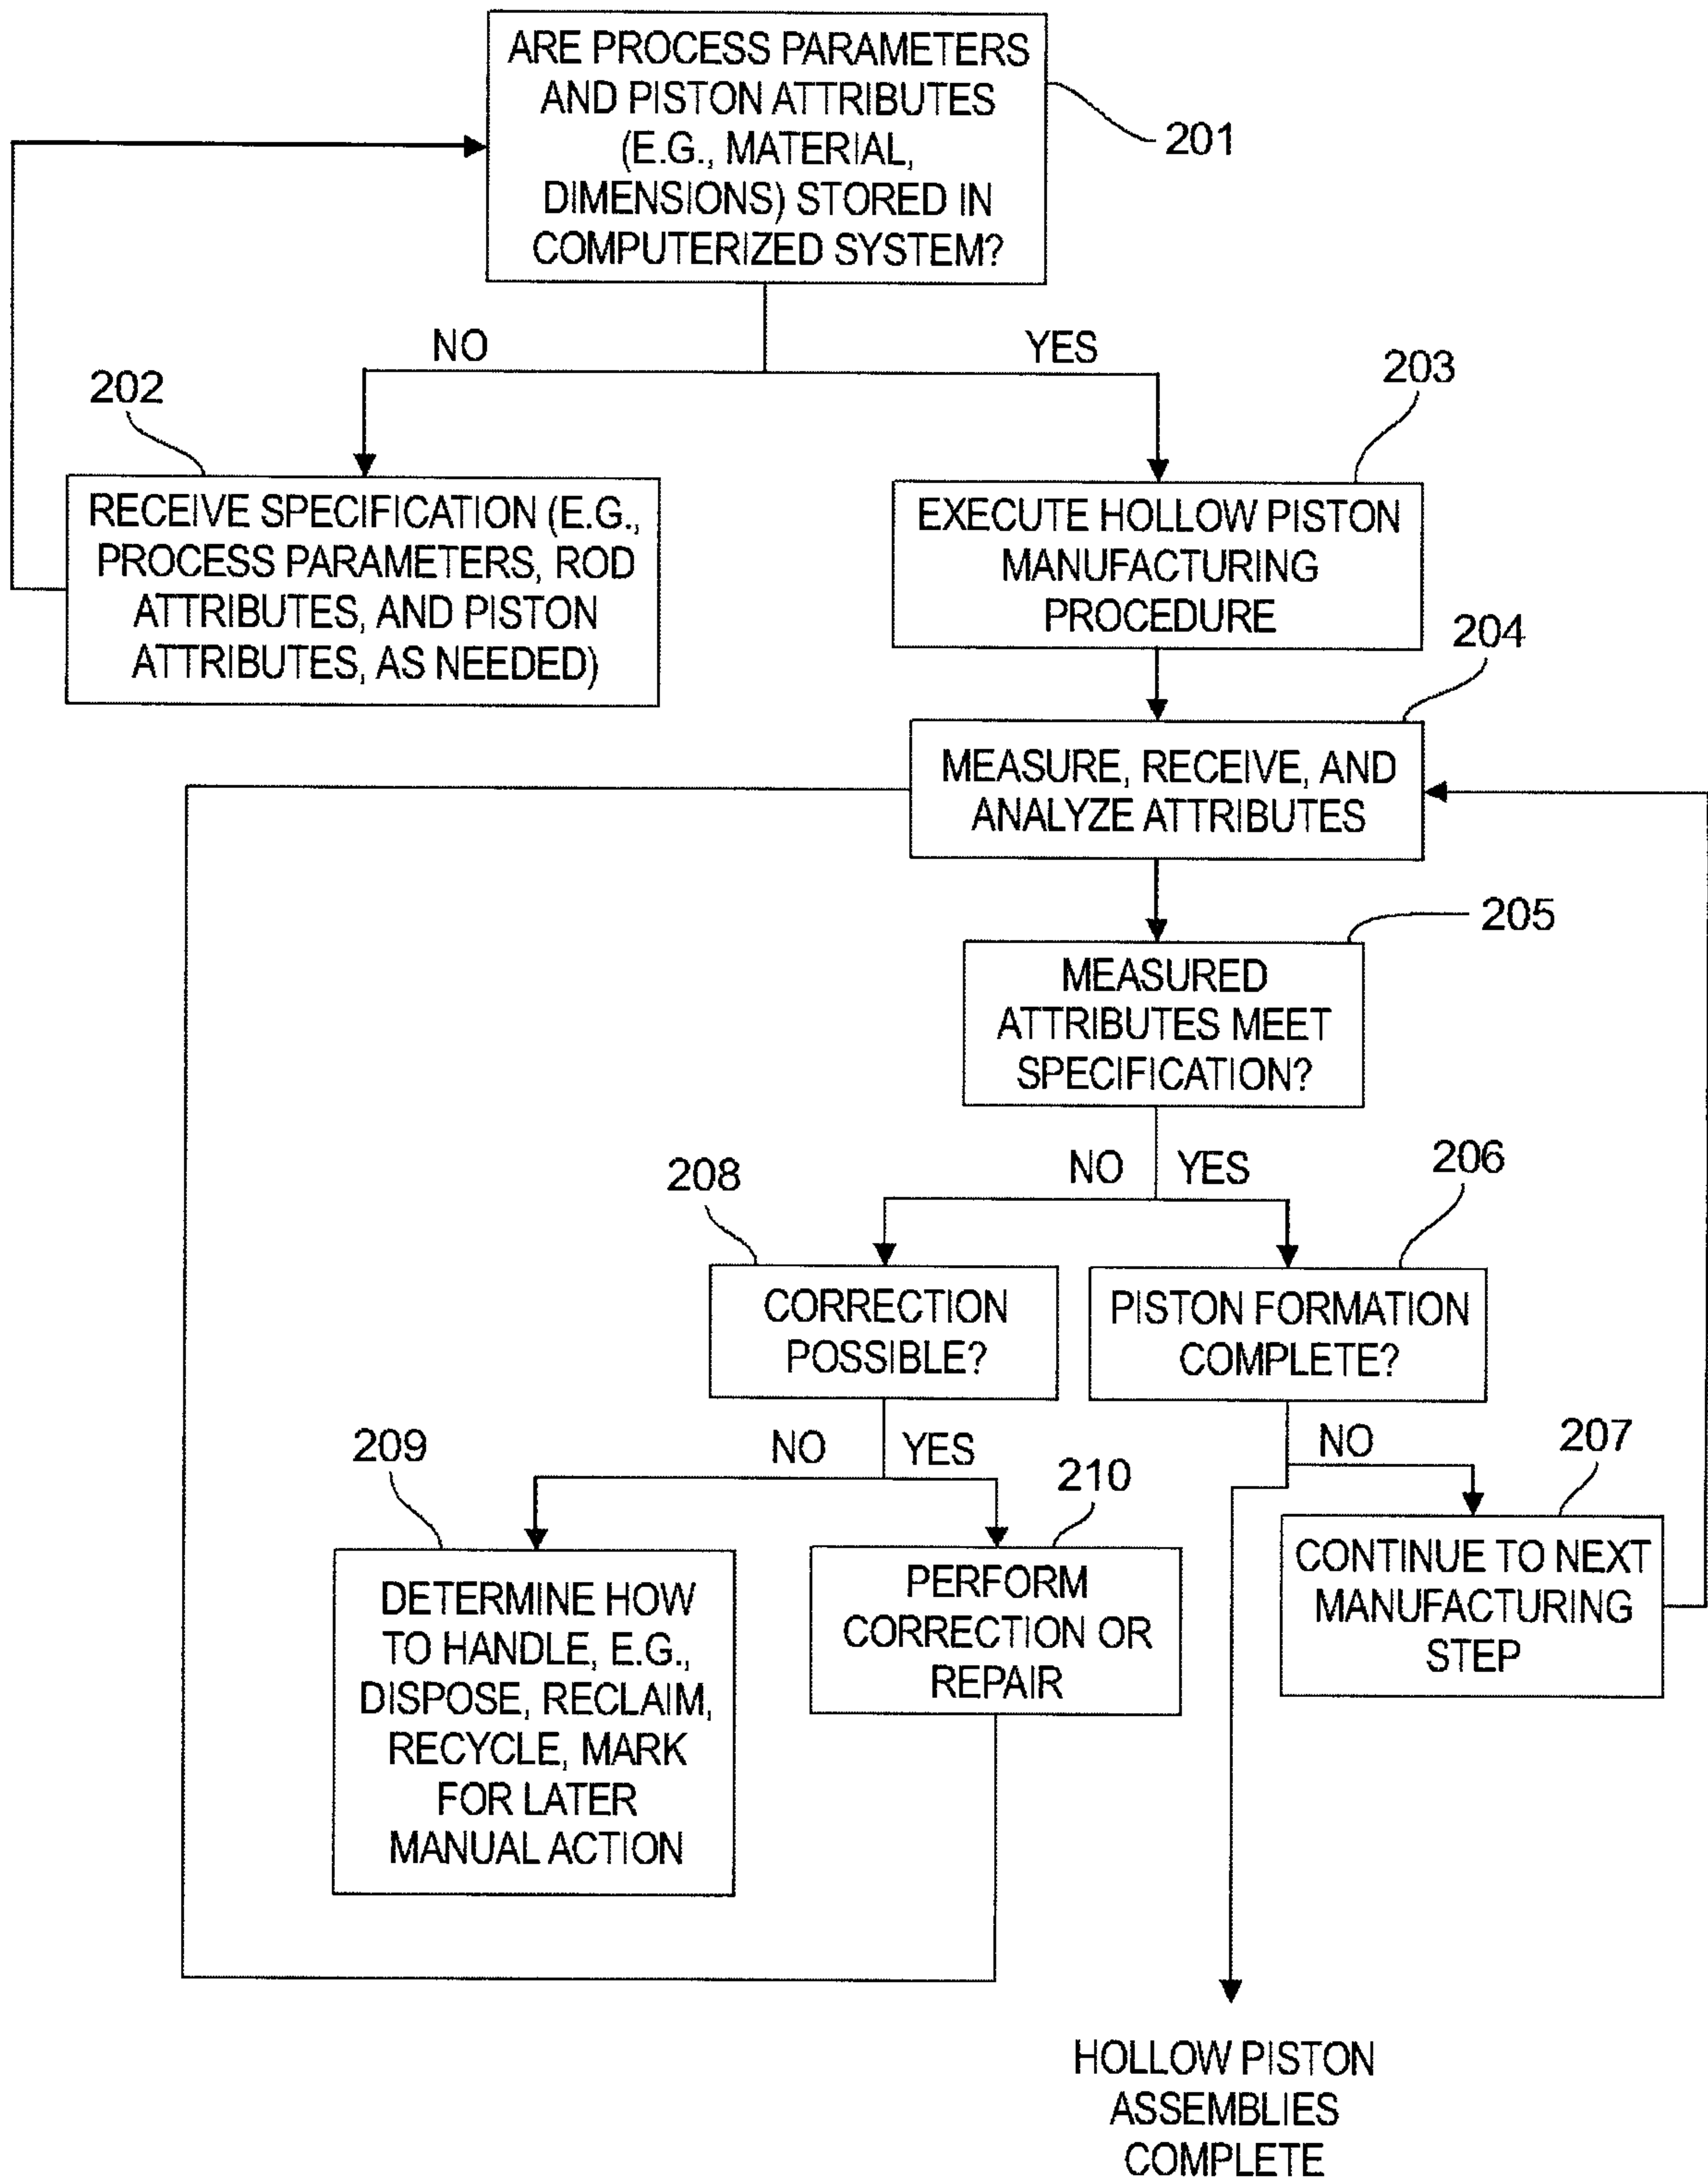 ARE PROCESS PARAMETERS
AND PISTON ATTRIBUTES
(E.G., MATERIAL,
DIMENSIONS) STORED IN
COMPUTERIZED SYSTEM?
201
NO
YES
202
203
RECEIVE SPECIFICATION (E.G.,
PROCESS PARAMETERS, ROD
ATTRIBUTES, AND PISTON
ATTRIBUTES, AS NEEDED)
EXECUTE HOLLOW PISTON
MANUFACTURING
PROCEDURE
204
MEASURE, RECEIVE, AND
ANALYZE ATTRIBUTES
205
MEASURED
ATTRIBUTES MEET
SPECIFICATION?
NO
YES
208
206
CORRECTION
POSSIBLE?
PISTON FORMATION
COMPLETE?
NO
YES
NO
209
210
207
DETERMINE HOW
TO HANDLE, E.G.,
DISPOSE, RECLAIM,
RECYCLE, MARK
FOR LATER
MANUAL ACTION
PERFORM
CORRECTION OR
REPAIR
CONTINUE TO NEXT
MANUFACTURING
STEP
HOLLOW PISTON
ASSEMBLIES
COMPLETE